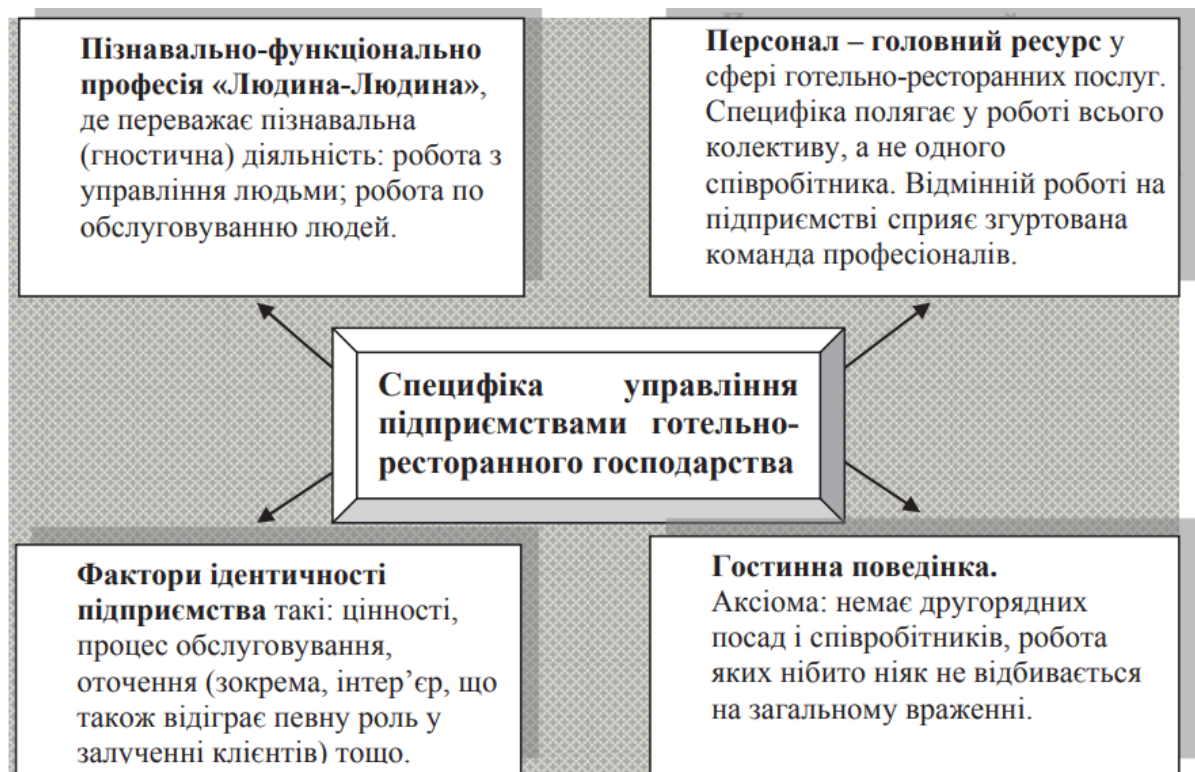 Пізнавально-функціонально
професія «Людина-Людина»,
де переважає пізнавальна
(гностична) діяльність: робота з
управління людьми; робота по
обслуговуванню людей.
Персонал – головний ресурс у
сфері готельно-ресторанних послуг.
Специфіка полягає у роботі всього
колективу, а не одного
співробітника. Відмінній роботі на
підприємстві сприяє згуртована
команда професіоналів.
Специфіка управління
підприємствами готельно-
ресторанного господарства
Фактори ідентичності
підприємства такі: цінності,
процес обслуговування,
оточення (зокрема, інтер’єр, що
також відіграє певну роль у
залученні клієнтів) тощо.
Гостинна поведінка.
Аксіома: немає другорядних
посад і співробітників, робота
яких нібито ніяк не відбивається
на загальному враженні.